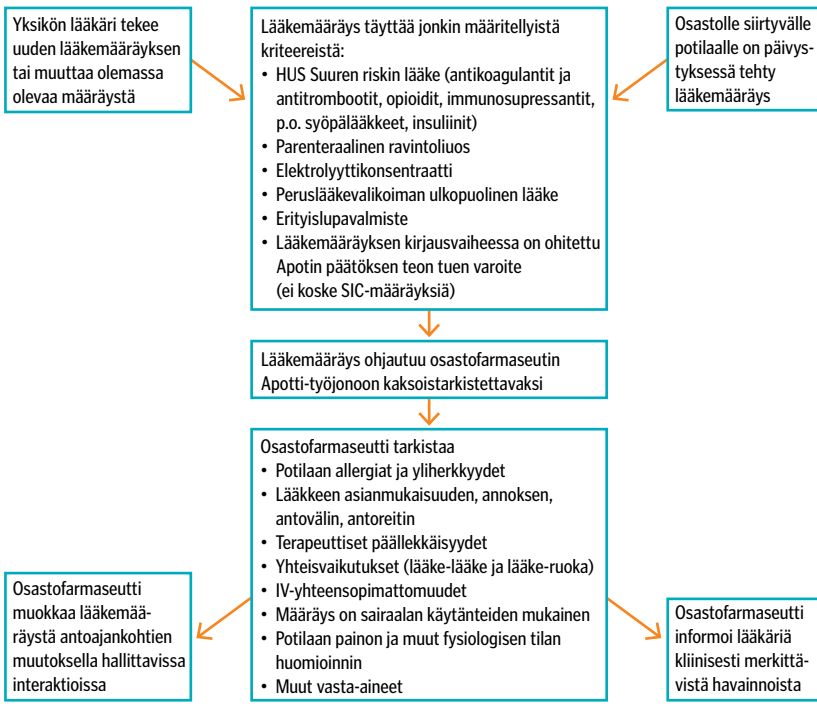 Yksikön lääkäri tekee
uuden lääkemääräyksen
tai muuttaa olemassa
olevaa määräystä
Lääkemääräys täyttää jonkin määritellyistä
kriteereistä:
• HUS Suuren riskin lääke (antikoagulantit ja
antitrombootit, opioidit, immunosupressantit,
p.o. syöpälääkkeet, insuliinit)
• Parenteraalinen ravintoliuos
• Elektrolyyttikonsentraatti
• Peruslääkevalikoiman ulkopuolinen lääke
• Erityislupavalmiste
• Lääkemääräyksen kirjausvaiheessa on ohitettu
Apotin päätöksen teon tuen varoite
(ei koske SIC-määräyksiä)
Osastolle siirtyvälle
potilaalle on päivys-
tyksessä tehty
lääkemääräys
Lääkemääräys ohjautuu osastofarmaseutin
Apotti-työjonoon kaksoistarkistettavaksi
Osastofarmaseutti tarkistaa
• Potilaan allergiat ja yliherkkyydet
• Lääkkeen asianmukaisuuden, annoksen,
antovälin, antoreitin
• Terapeuttiset päällekkäisyydet
• Yhteisvaikutukset (lääke-lääke ja lääke-ruoka)
• IV-yhteensopimattomuudet
• Määräys on sairaalan käytänteiden mukainen
• Potilaan painon ja muut fysiologisen tilan
huomioinnin
• Muut vasta-aineet
Osastofarmaseutti
muokkaa lääkemää-
räystä antoajankohtien
muutoksella hallittavissa
interaktioissa
Osastofarmaseutti
informoi lääkäriä
kliinisesti merkittä-
vistä havainnoista